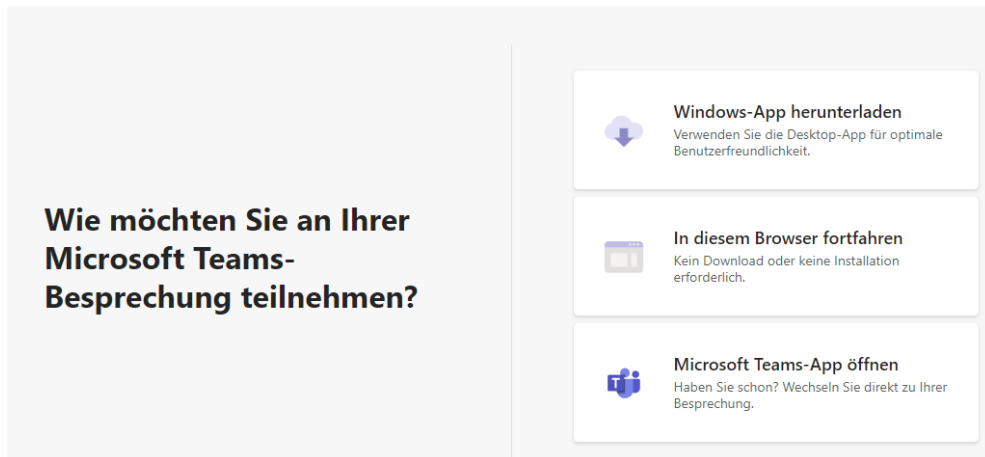 Wie möchten Sie an Ihrer
Microsoft Teams-
Besprechung teilnehmen?
Windows-App herunterladen
Verwenden Sie die Desktop-App für optimale
Benutzerfreundlichkeit.
In diesem Browser fortfahren
Kein Download oder keine Installation
erforderlich.
Microsoft Teams-App öffnen
Haben Sie schon? Wechseln Sie direkt zu Ihrer
Besprechung.